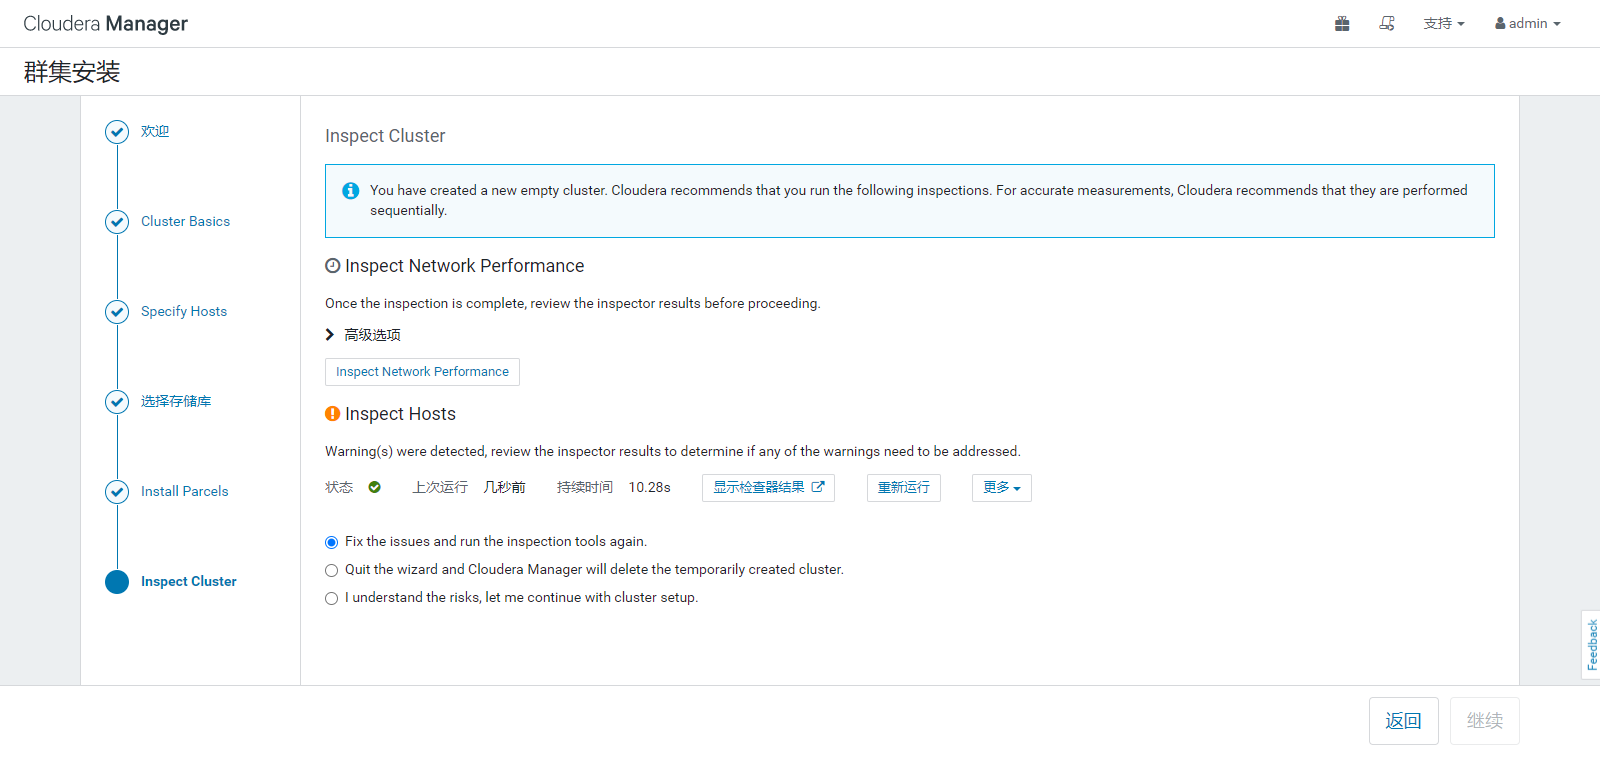 Cloudera Manager
支持
admin
群集安装
欢迎
Cluster Basics
Specify Hosts
选择存储库
Install Parcels
Inspect Cluster
Inspect Cluster
You have created a new empty cluster. Cloudera recommends that you run the following inspections. For accurate measurements, Cloudera recommends that they are performed
sequentially.
Inspect Network Performance
Once the inspection is complete, review the inspector results before proceeding.
高级选项
Inspect Network Performance
Inspect Hosts
Warning(s) were detected, review the inspector results to determine if any of the warnings need to be addressed.
状态 上次运行 几秒前 持续时间 10.28s 显示检查器结果 重新运行 更多
Fix the issues and run the inspection tools again.
Quit the wizard and Cloudera Manager will delete the temporarily created cluster.
I understand the risks, let me continue with cluster setup.
Feedback
返回
继续